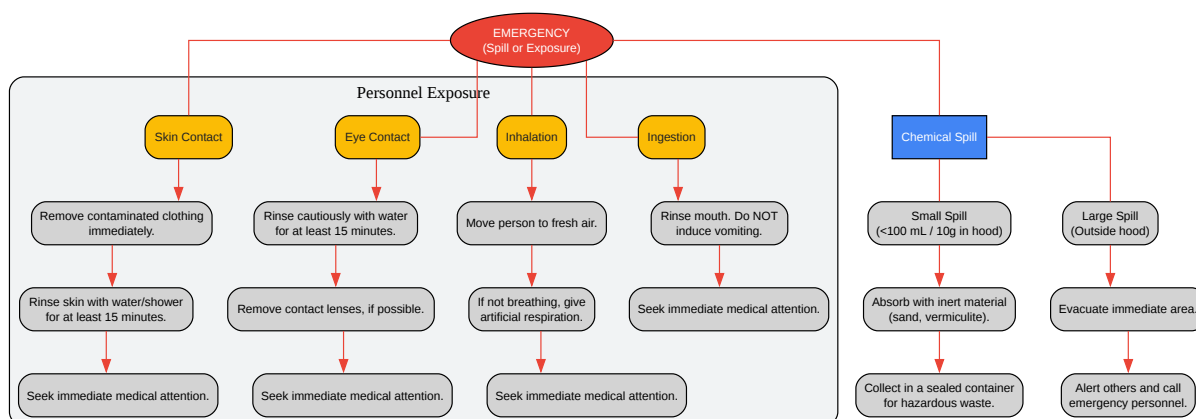 EMERGENCY
(Spill or Exposure)
Personnel Exposure
Skin Contact
Eye Contact
Inhalation
Ingestion
Chemical Spill
Remove contaminated clothing
immediately.
Rinse cautiously with water
for at least 15 minutes.
Move person to fresh air.
Rinse mouth. Do NOT
induce vomiting.
Small Spill
(<100 mL / 10g in hood)
Large Spill
(Outside hood)
Rinse skin with water/shower
for at least 15 minutes.
Remove contact lenses, if possible.
If not breathing, give
artificial respiration.
Seek immediate medical attention.
Absorb with inert material
(sand, vermiculite).
Evacuate immediate area.
Seek immediate medical attention.
Seek immediate medical attention.
Seek immediate medical attention.
Collect in a sealed container
for hazardous waste.
Alert others and call
emergency personnel.